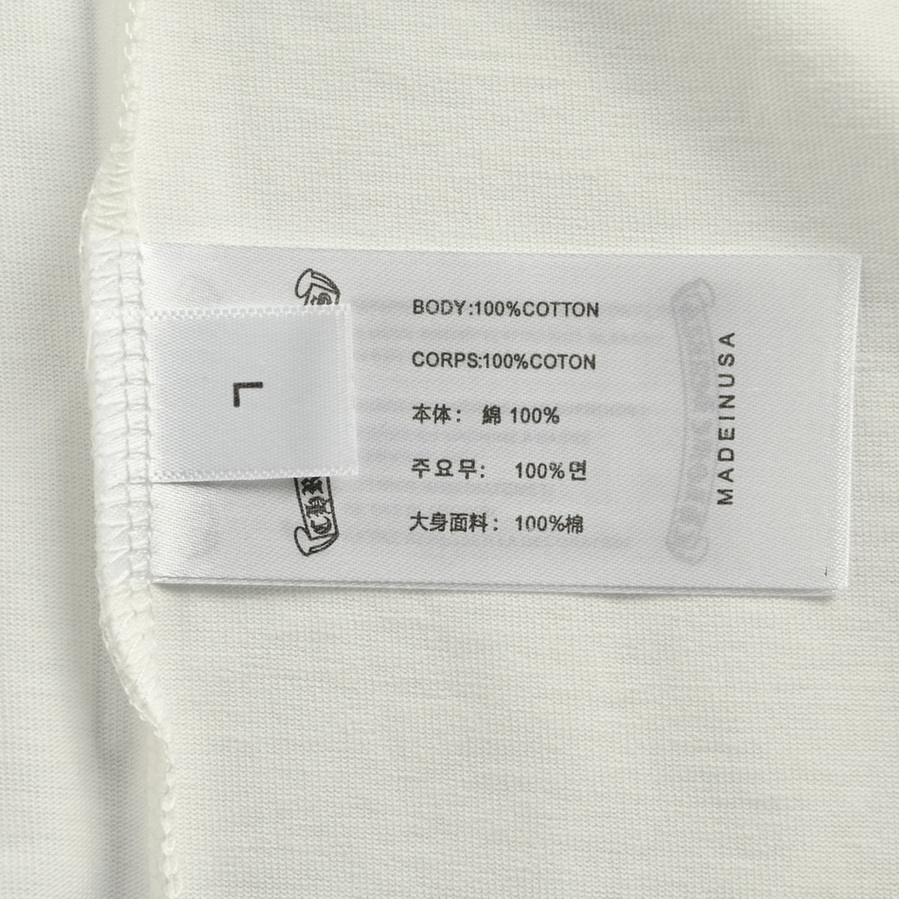 L
BODY:100%COTTON
CORPS:100%COTON
本体： 綿 100%
주요무: 100%면
大身面料：100%棉
MADEINUSA